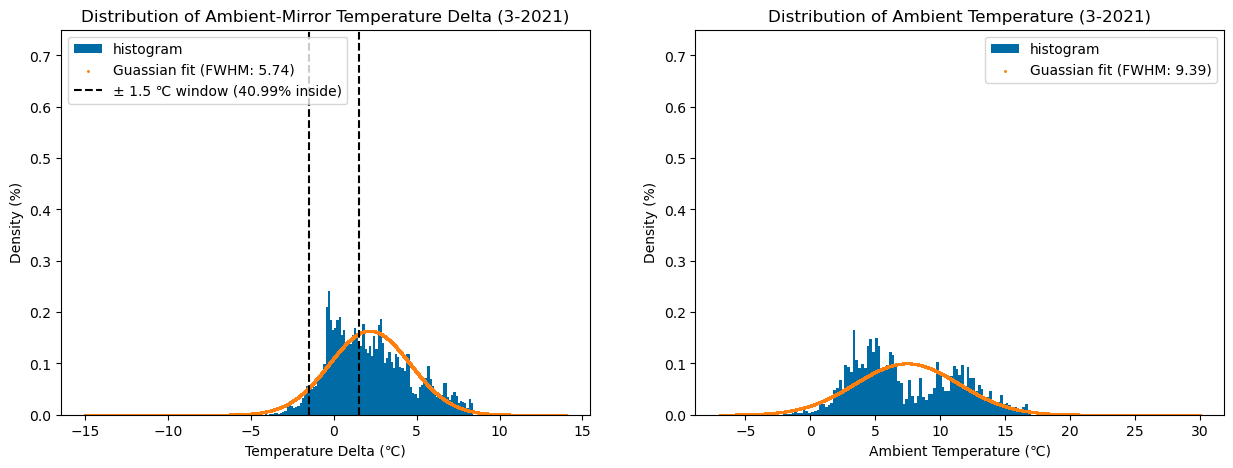 Distribution of Ambient-Mirror Temperature Delta (3-2021)
histogram
Guassian fit (FWHM: 5.74)
± 1.5 ℃ window (40.99% inside)
0.7
0.6
0.5
0.4
0.3
0.2
0.1
0.0
Density (%)
−15
−10
−5
0
5
10
15
Temperature Delta (℃)
Distribution of Ambient Temperature (3-2021)
histogram
Guassian fit (FWHM: 9.39)
0.7
0.6
0.5
0.4
0.3
0.2
0.1
0.0
Density (%)
−5
0
5
10
15
20
25
30
Ambient Temperature (℃)